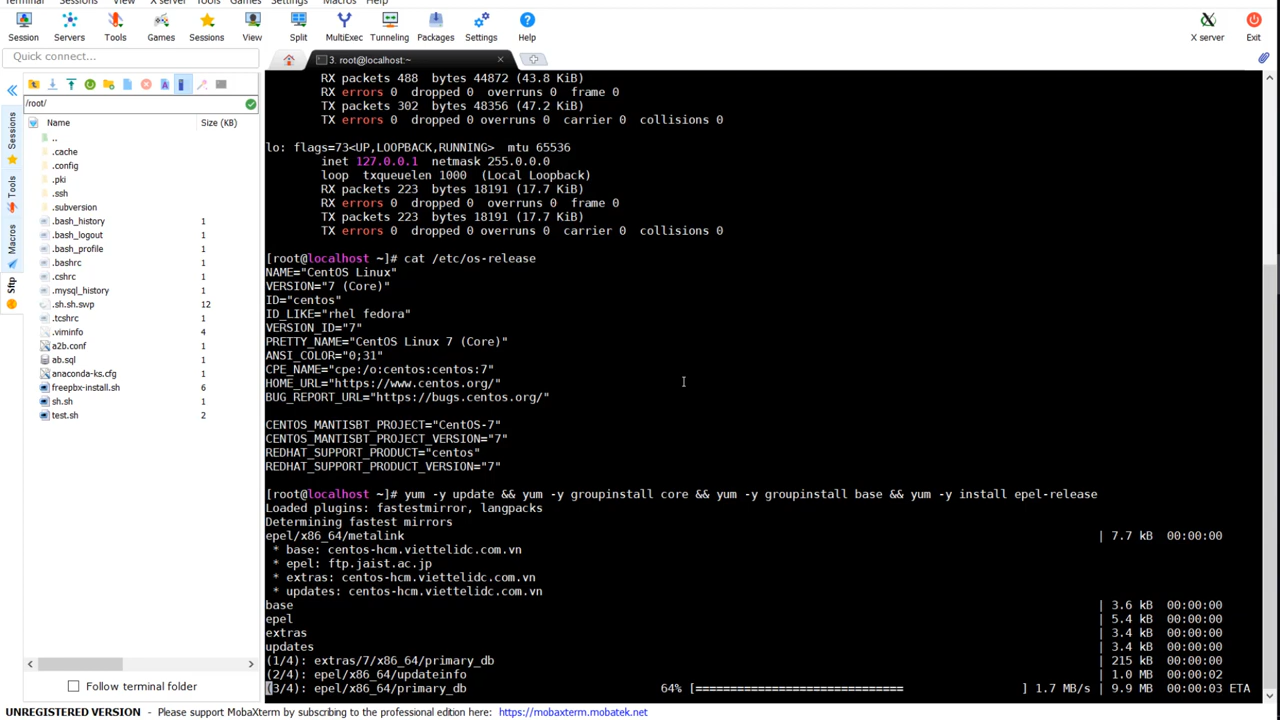 Terminal Sessions View X server Tools Games Settings Macros Help
Session Servers Tools Games Sessions View Split MultiExec Tunneling Packages Settings Help X server Exit
Quick connect...
3. root@localhost:~
/root/
Name Size (KB)
..
.cache
.config
.pki
.ssh
.subversion
.bash_history 1
.bash_logout 1
.bash_profile 1
.bashrc 1
.cshrc 1
.mysql_history 1
.sh.sh.swp 12
.tcshrc 1
.viminfo 4
a2b.conf 1
ab.sql 1
anaconda-ks.cfg 1
freepbx-install.sh 6
sh.sh 1
test.sh 2
Sessions
Tools
Macros
Sftp
Follow terminal folder
RX packets 488 bytes 44872 (43.8 KiB)
RX errors 0 dropped 0 overruns 0 frame 0
TX packets 302 bytes 48356 (47.2 KiB)
TX errors 0 dropped 0 overruns 0 carrier 0 collisions 0
lo: flags=73<UP,LOOPBACK,RUNNING> mtu 65536
inet 127.0.0.1 netmask 255.0.0.0
loop txqueuelen 1000 (Local Loopback)
RX packets 223 bytes 18191 (17.7 KiB)
RX errors 0 dropped 0 overruns 0 frame 0
TX packets 223 bytes 18191 (17.7 KiB)
TX errors 0 dropped 0 overruns 0 carrier 0 collisions 0
[root@localhost ~]# cat /etc/os-release
NAME="CentOS Linux"
VERSION="7 (Core)"
ID="centos"
ID_LIKE="rhel fedora"
VERSION_ID="7"
PRETTY_NAME="CentOS Linux 7 (Core)"
ANSI_COLOR="0;31"
CPE_NAME="cpe:/o:centos:centos:7"
HOME_URL="https://www.centos.org/"
BUG_REPORT_URL="https://bugs.centos.org/"
CENTOS_MANTISBT_PROJECT="CentOS-7"
CENTOS_MANTISBT_PROJECT_VERSION="7"
REDHAT_SUPPORT_PRODUCT="centos"
REDHAT_SUPPORT_PRODUCT_VERSION="7"
[root@localhost ~]# yum -y update && yum -y groupinstall core && yum -y groupinstall base && yum -y install epel-release
Loaded plugins: fastestmirror, langpacks
Determining fastest mirrors
epel/x86_64/metalink | 7.7 kB 00:00:00
* base: centos-hcm.viettelidc.com.vn
* epel: ftp.jaist.ac.jp
* extras: centos-hcm.viettelidc.com.vn
* updates: centos-hcm.viettelidc.com.vn
base | 3.6 kB 00:00:00
epel | 5.4 kB 00:00:00
extras | 3.4 kB 00:00:00
updates | 3.4 kB 00:00:00
(1/4): extras/7/x86_64/primary_db | 215 kB 00:00:00
(2/4): epel/x86_64/updateinfo | 1.0 MB 00:00:02
(3/4): epel/x86_64/primary_db 64% [============================== ] 1.7 MB/s | 9.9 MB 00:00:03 ETA
UNREGISTERED VERSION - Please support MobaXterm by subscribing to the professional edition here: https://mobaxterm.mobatek.net